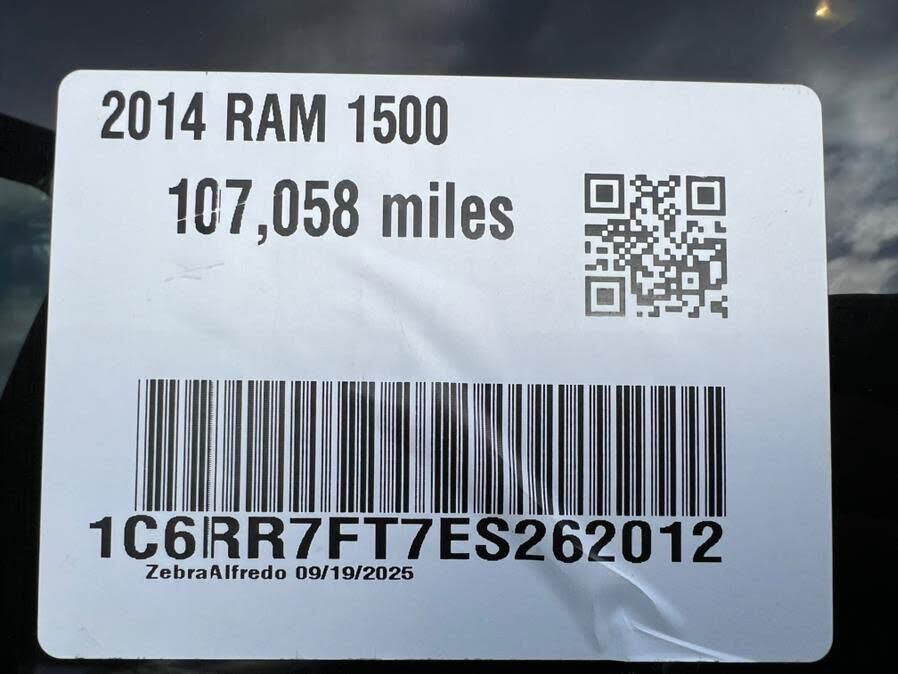 2014 RAM 1500
107,058 miles
1C6RR7FT7ES262012
ZebraAlfredo 09/19/2025